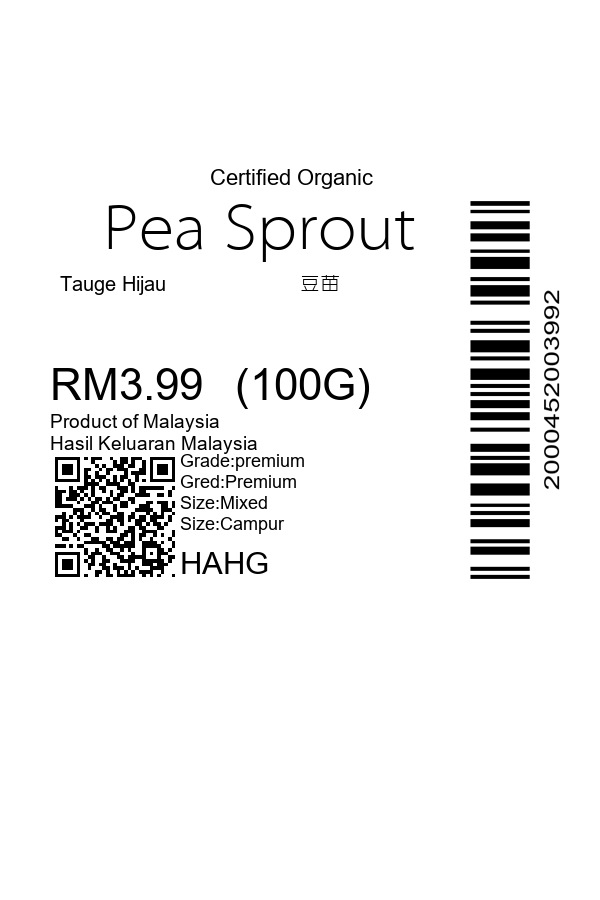 Certified Organic
Pea Sprout
Tauge Hijau 豆苗
RM3.99 (100G)
Product of Malaysia
Hasil Keluaran Malaysia
Grade:premium
Gred:Premium
Size:Mixed
Size:Campur
HAHG
2000452003992